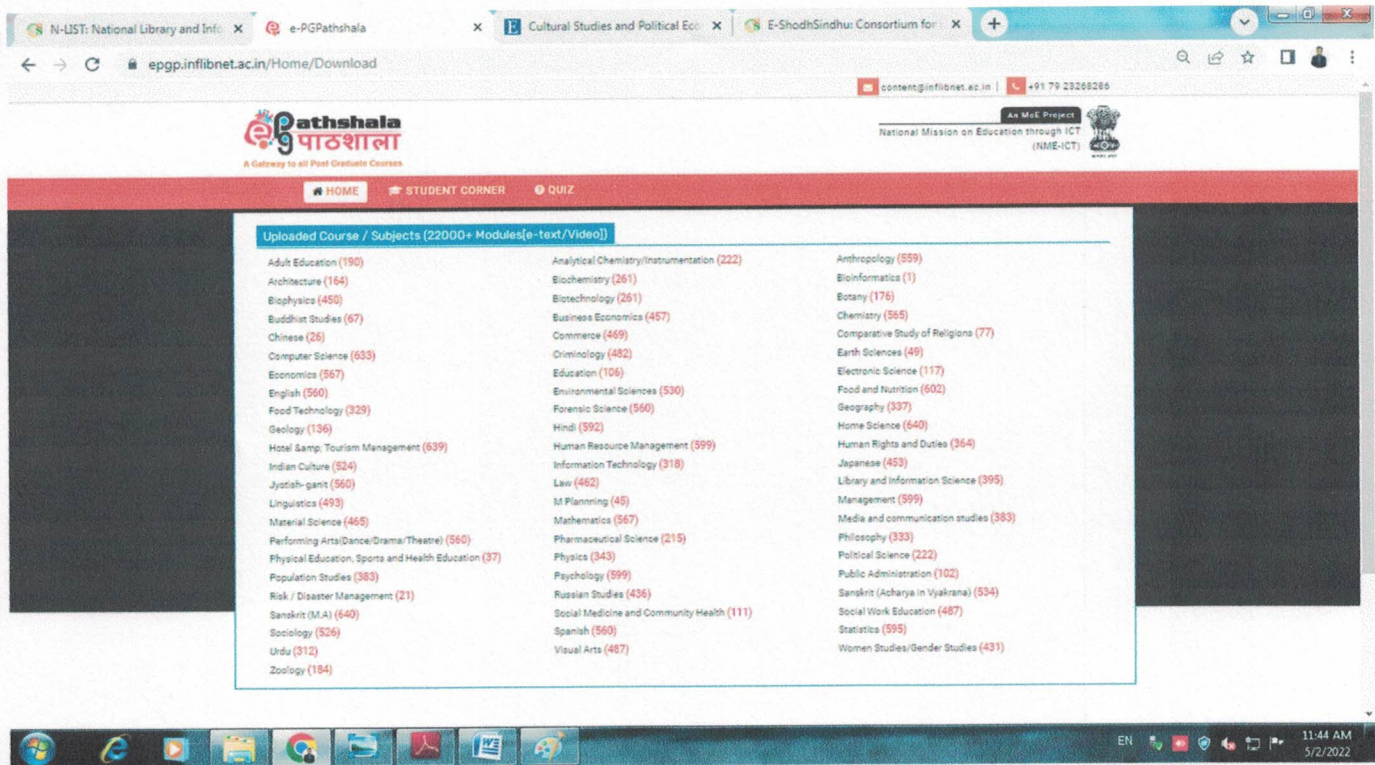 N-LIST: National Library and Info
e-PGPathshala
Cultural Studies and Political Eco
E-ShodhSindhu: Consortium for
epgp.inflibnet.ac.in/Home/Download
content@inflibnet.ac.in | +91 79 23268286
ePathshala
पाठशाला
A Gateway to all Post Graduate Courses
An MoE Project
National Mission on Education through ICT
(NME-ICT)
HOME STUDENT CORNER QUIZ
Uploaded Course / Subjects (22000+ Modules[e-text/Video])
Adult Education (190) Analytical Chemistry/Instrumentation (222) Anthropology (559)
Architecture (164) Biochemistry (261) Bioinformatics (1)
Biophysics (450) Biotechnology (261) Botany (176)
Buddhist Studies (67) Business Economics (457) Chemistry (565)
Chinese (26) Commerce (469) Comparative Study of Religions (77)
Computer Science (633) Criminology (482) Earth Sciences (49)
Economics (567) Education (106) Electronic Science (117)
English (560) Environmental Sciences (530) Food and Nutrition (602)
Food Technology (329) Forensic Science (560) Geography (337)
Geology (136) Hindi (592) Home Science (640)
Hotel &amp; Tourism Management (639) Human Resource Management (599) Human Rights and Duties (364)
Indian Culture (524) Information Technology (318) Japanese (453)
Jyotish- ganit (560) Law (462) Library and Information Science (395)
Linguistics (493) M Plannring (45) Management (599)
Material Science (465) Mathematics (567) Media and communication studies (383)
Performing Arts(Dance/Drama/Theatre) (560) Pharmaceutical Science (215) Philosophy (333)
Physical Education, Sports and Health Education (37) Physics (343) Political Science (222)
Population Studies (383) Psychology (599) Public Administration (102)
Risk / Disaster Management (21) Russian Studies (436) Sanskrit (Acharya in Vyakrana) (534)
Sanskrit (M.A) (640) Social Medicine and Community Health (111) Social Work Education (487)
Sociology (526) Spanish (560) Statistics (595)
Urdu (312) Visual Arts (487) Women Studies/Gender Studies (431)
Zoology (184)
EN 11:44 AM
5/2/2022